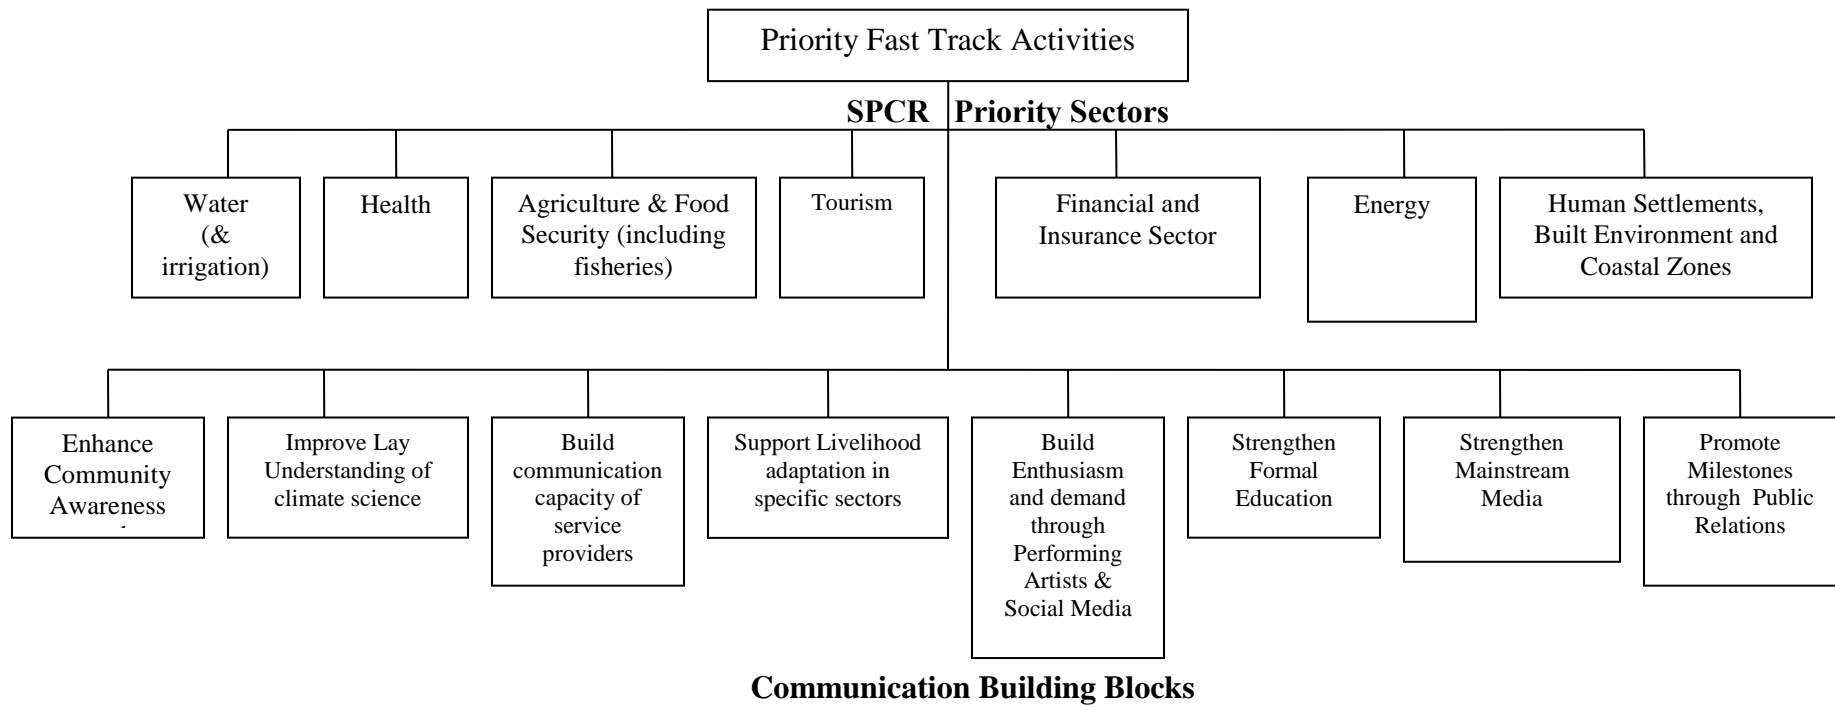 Priority Fast Track Activities
SPCR Priority Sectors
Water
(&
irrigation)
Health
Agriculture & Food
Security (including
fisheries)
Tourism
Financial and
Insurance Sector
Energy
Human Settlements,
Built Environment and
Coastal Zones
Enhance
Community
Awareness
Improve Lay
Understanding of
climate science
Build
communication
capacity of
service
providers
Support Livelihood
adaptation in
specific sectors
Build
Enthusiasm
and demand
through
Performing
Artists &
Social Media
Strengthen
Formal
Education
Strengthen
Mainstream
Media
Promote
Milestones
through Public
Relations
Communication Building Blocks